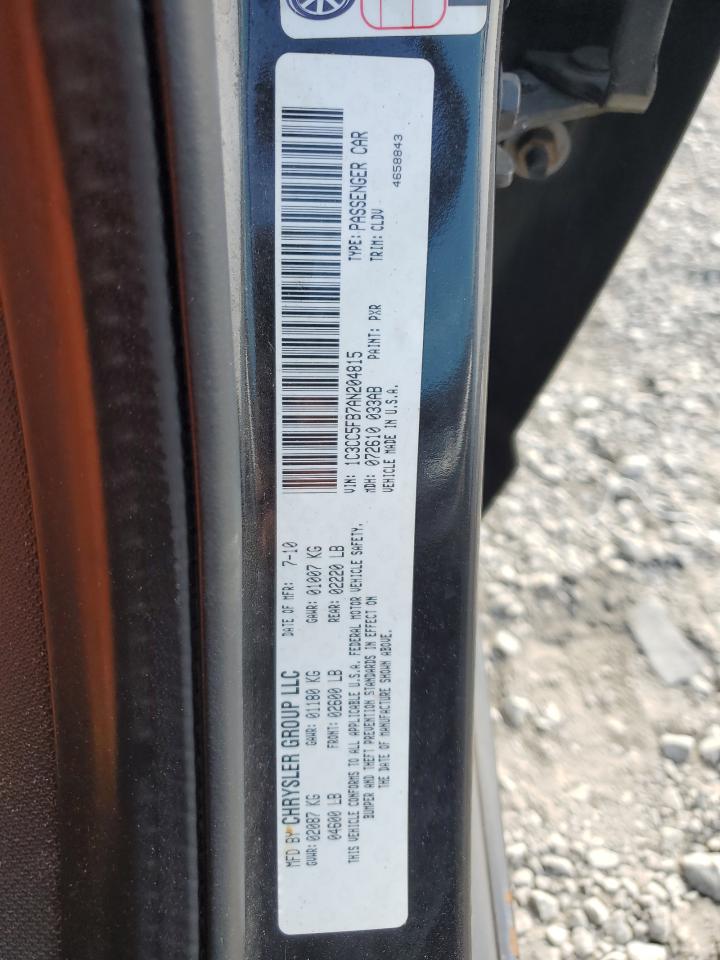 MFD BY CHRYSLER GROUP LLC
DATE OF MFR: 7-10
GVWR: 02087 KG
GAWR: 01180 KG
GAWR: 01007 KG
04600 LB
FRONT: 02600 LB
REAR: 02220 LB
THIS VEHICLE CONFORMS TO ALL APPLICABLE U.S.A. FEDERAL MOTOR VEHICLE SAFETY,
BUMPER AND THEFT PREVENTION STANDARDS IN EFFECT ON
THE DATE OF MANUFACTURE SHOWN ABOVE.
VIN: 1C3CC5FB7AN204815
TYPE: PASSENGER CAR
MDH: 072610 033AB
PAINT: PXR
TRIM: CLDV
VEHICLE MADE IN U.S.A.
4658843